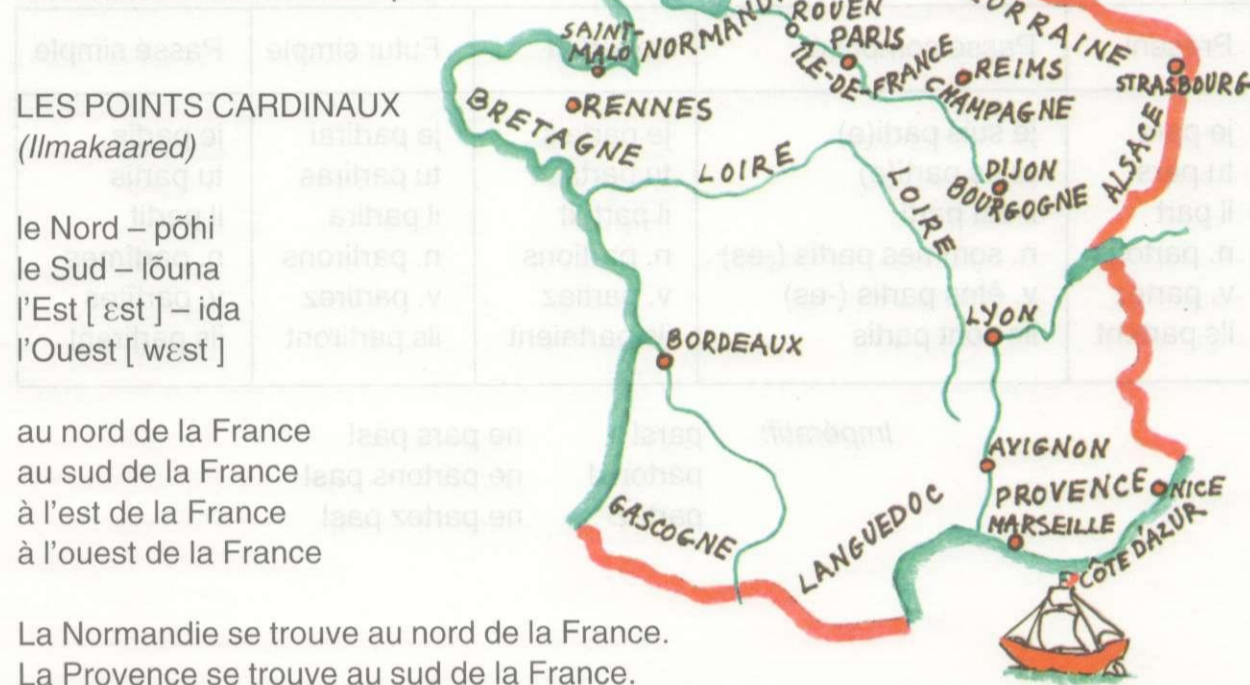 LES POINTS CARDINAUX
(Ilmakaared)
le Nord – põhi
le Sud – lõuna
l'Est [ ɛst ] – ida
l'Ouest [ wɛst ]
au nord de la France
au sud de la France
à l'est de la France
à l'ouest de la France
La Normandie se trouve au nord de la France.
La Provence se trouve au sud de la France.
ROUEN
SAINT-
MALO
PARIS
ÎLE-DE-FRANCE
REIMS
CHAMPAGNE
STRASBOURG
ALSACE
BRETAGNE
RENNES
LOIRE
LOIRE
DIJON
BOURGOGNE
LYON
BORDEAUX
AVIGNON
PROVENCE
NICE
MARSEILLE
CÔTE D'AZUR
GASCOGNE
LANGUEDOC